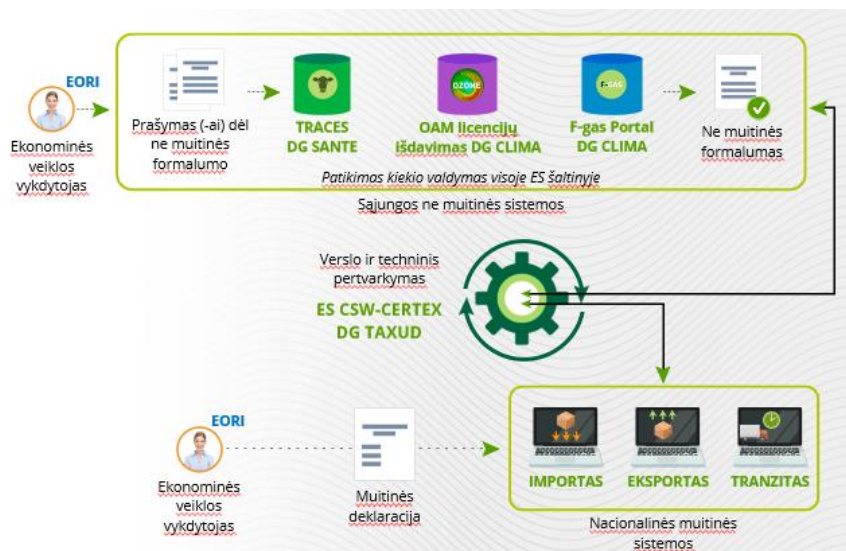 EORI
Ekonominės
veiklos
vykdytojas
Prašymas (-ai) dėl
ne muitinės
formalumo
TRACES
DG SANTE
OZONE
OAM licencijų
išdavimas DG CLIMA
F-GAS
F-gas Portal
DG CLIMA
Ne muitinės
formalumas
Patikimas kiekio valdymas visoje ES šaltinyje
Sąjungos ne muitinės sistemos
Verslo ir techninis
pertvarkymas
ES CSW-CERTEX
DG TAXUD
EORI
Ekonominės
veiklos
vykdytojas
Muitinės
deklaracija
IMPORTAS
EKSPORTAS
TRANZITAS
Nacionalinės muitinės
sistemos